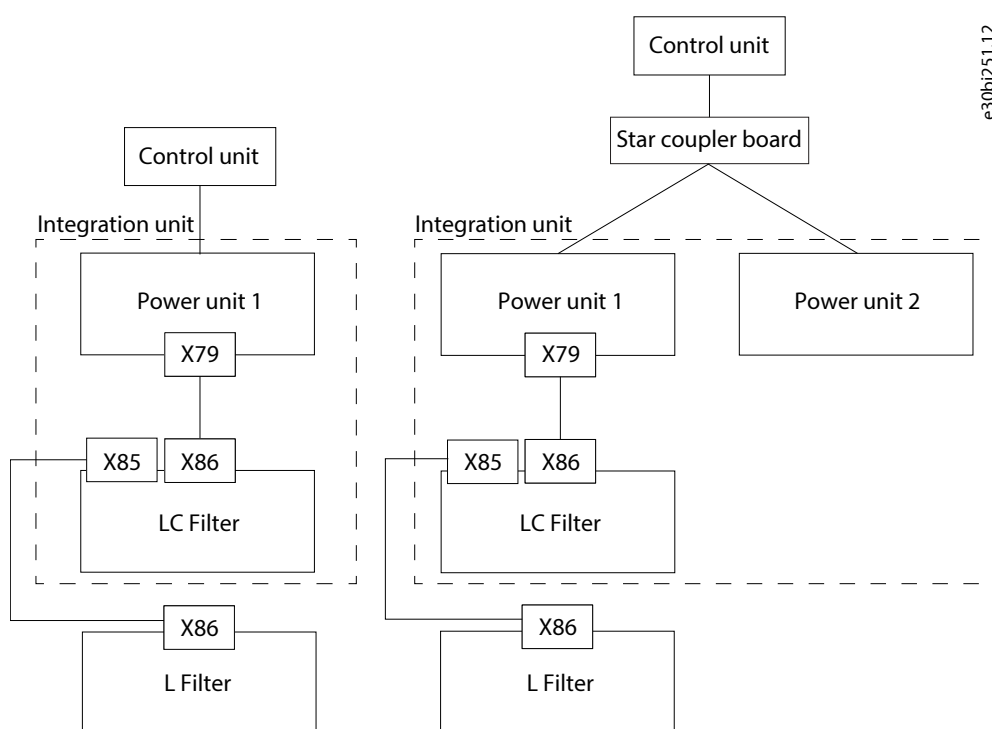 Control unit
Integration unit
Power unit 1
X79
X85
X86
LC Filter
X86
L Filter
Control unit
Star coupler board
Integration unit
Power unit 1
Power unit 2
X79
X85
X86
LC Filter
X86
L Filter
e30bj251.12